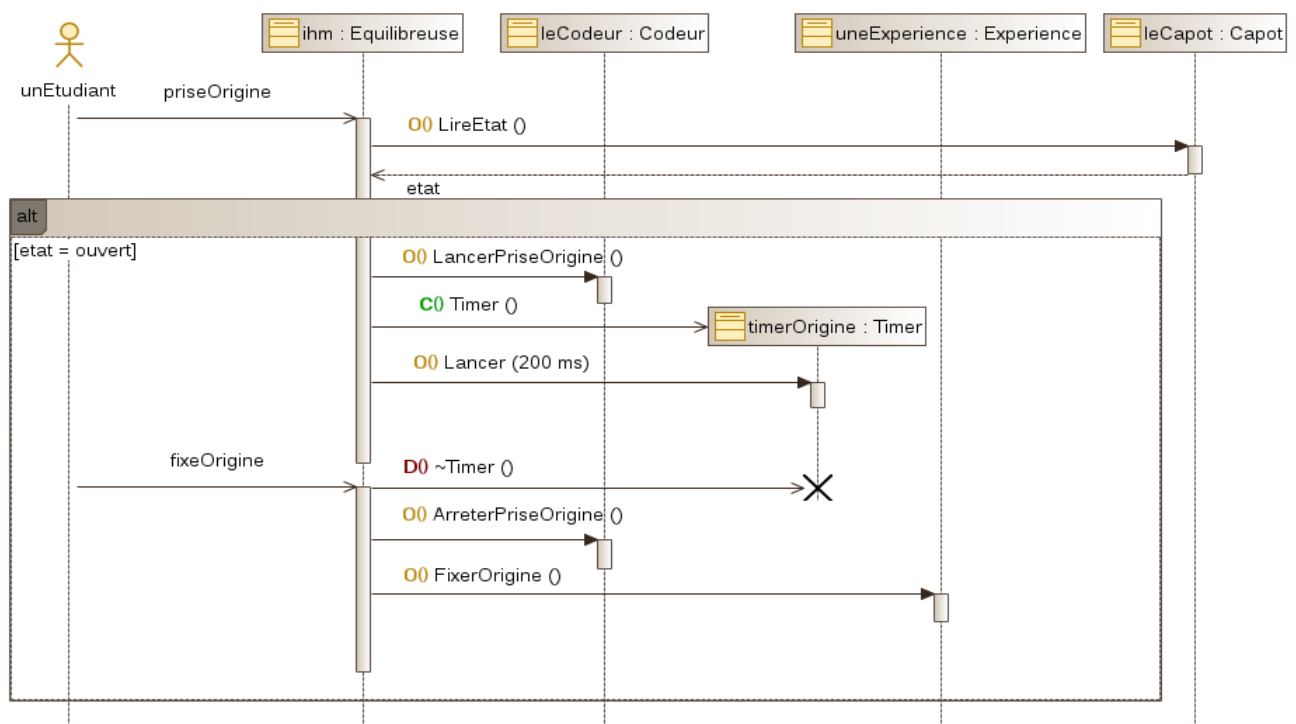 ihm : Equilibreuse
leCodeur : Codeur
uneExperience : Experience
leCapot : Capot
unEtudiant
priseOrigine
O() LireEtat ()
etat
alt
[etat = ouvert]
O() LancerPriseOrigine ()
C() Timer ()
timerOrigine : Timer
O() Lancer (200 ms)
fixeOrigine
D() ~Timer ()
O() ArreterPriseOrigine ()
O() FixerOrigine ()